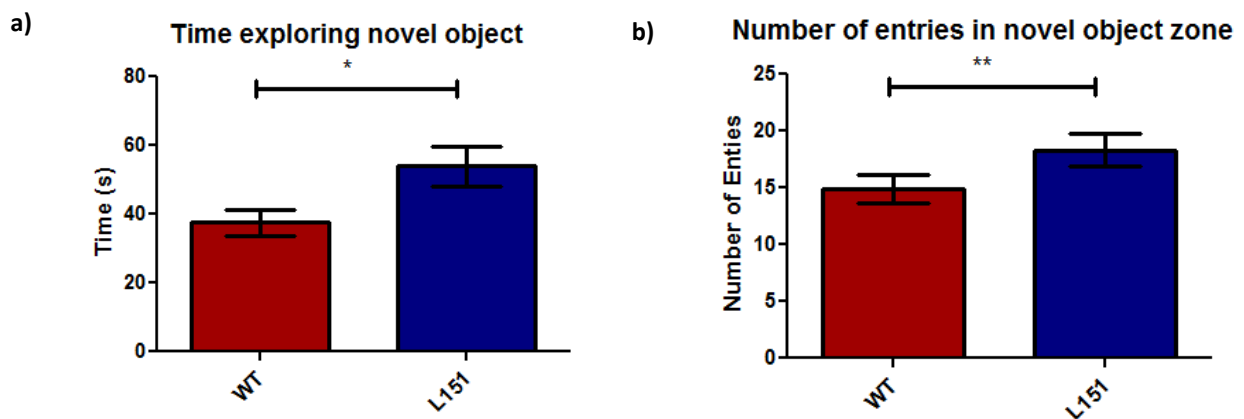 a)
Time exploring novel object
*
80
60
40
20
0
Time (s)
WT
L151
b)
Number of entries in novel object zone
**
25
20
15
10
5
0
Number of Enties
WT
L151